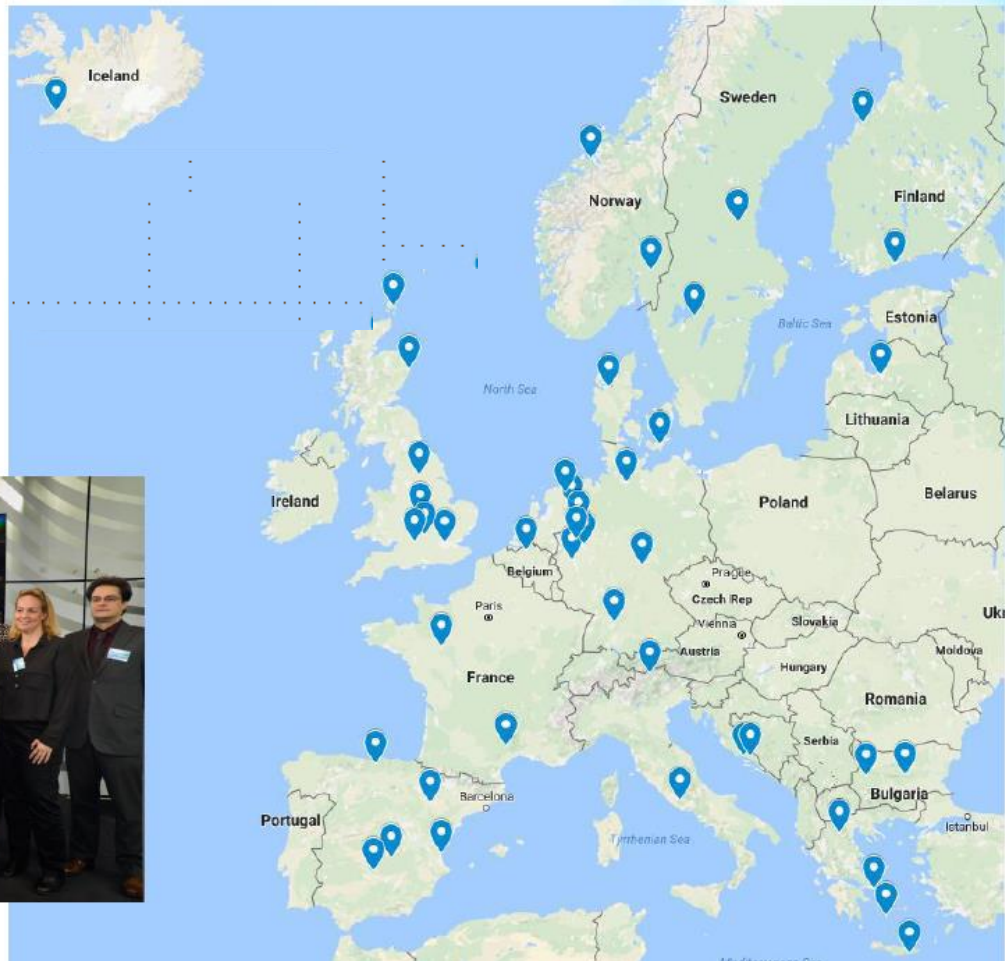 Iceland
Sweden
Norway
Finland
Estonia
Baltic Sea
North Sea
Lithuania
Ireland
Poland
Belarus
Belgium
Prague
Czech Rep
Paris
Vienna
Slovakia
Ukr
Austria
Moldova
Hungary
France
Romania
Serbia
Barcelona
Bulgaria
Portugal
Istanbul
Tyrrhenian Sea